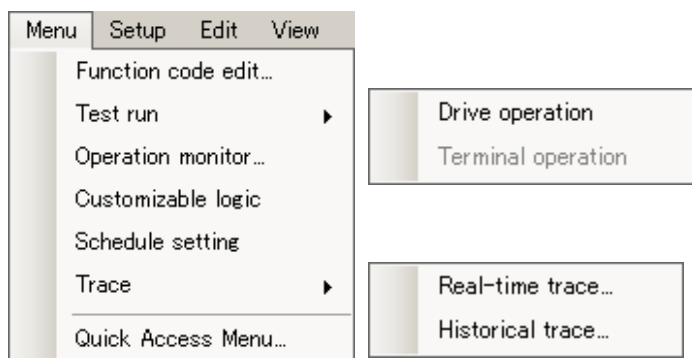 Menu Setup Edit View
Function code edit...
Test run
Operation monitor...
Customizable logic
Schedule setting
Trace
Quick Access Menu...
Drive operation
Terminal operation
Real-time trace...
Historical trace...